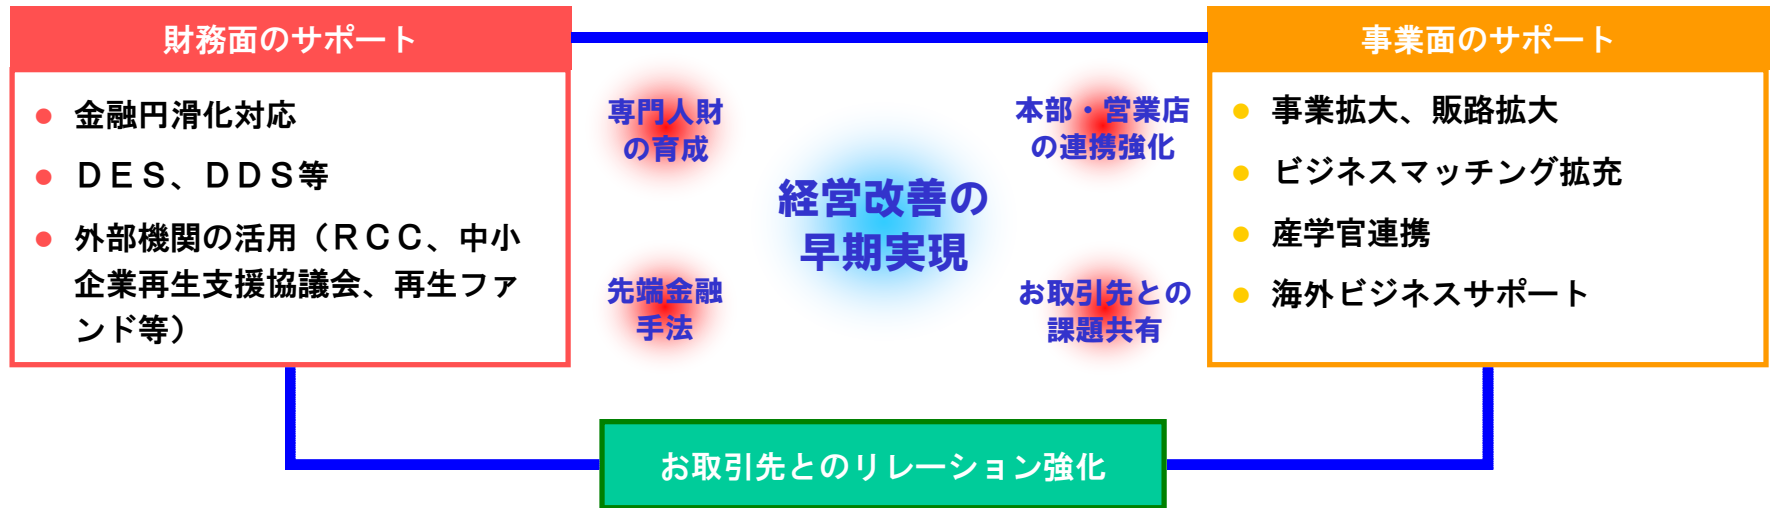 財務面のサポート
● 金融円滑化対応
● ＤＥＳ、ＤＤＳ等
● 外部機関の活用（ＲＣＣ、中小
企業再生支援協議会、再生ファ
ンド等）
専門人財
の育成
本部・営業店
の連携強化
経営改善の
早期実現
先端金融
手法
お取引先との
課題共有
事業面のサポート
● 事業拡大、販路拡大
● ビジネスマッチング拡充
● 産学官連携
● 海外ビジネスサポート
お取引先とのリレーション強化